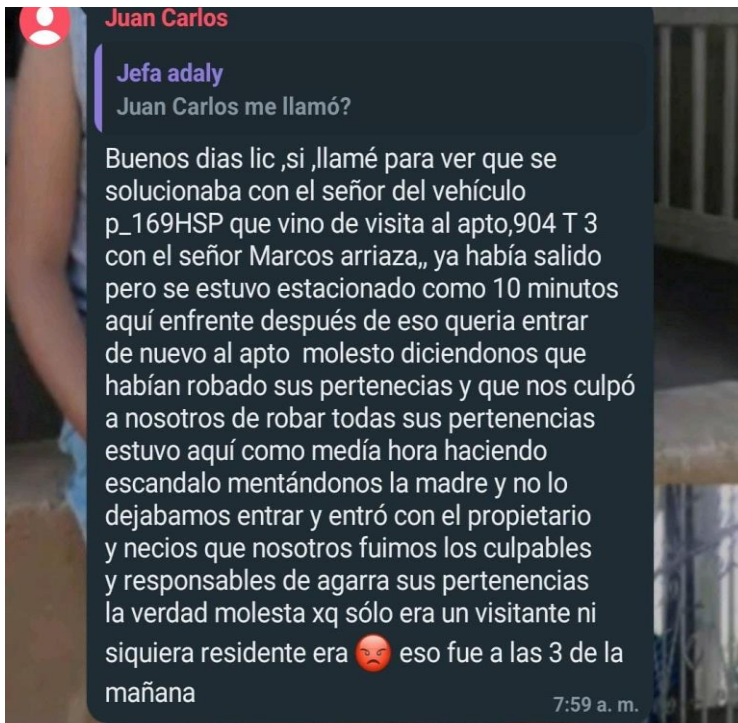 Juan Carlos
Jefa adaly
Juan Carlos me llamó?
Buenos dias lic ,si ,llamé para ver que se
solucionaba con el señor del vehículo
p_169HSP que vino de visita al apto,904 T 3
con el señor Marcos arriaza,, ya había salido
pero se estuvo estacionado como 10 minutos
aquí enfrente después de eso queria entrar
de nuevo al apto  molesto diciendonos que
habían robado sus pertenecias y que nos culpó
a nosotros de robar todas sus pertenencias
estuvo aquí como medía hora haciendo
escandalo mentándonos la madre y no lo
dejabamos entrar y entró con el propietario
y necios que nosotros fuimos los culpables
y responsables de agarra sus pertenencias
la verdad molesta xq sólo era un visitante ni
siquiera residente era 😡 eso fue a las 3 de la
mañana
7:59 a. m.